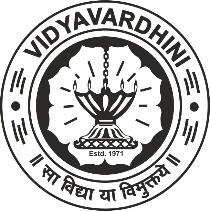 VIDYAVARDHINI
Estd. 1971
॥ सा विद्या या विमुक्तये ॥